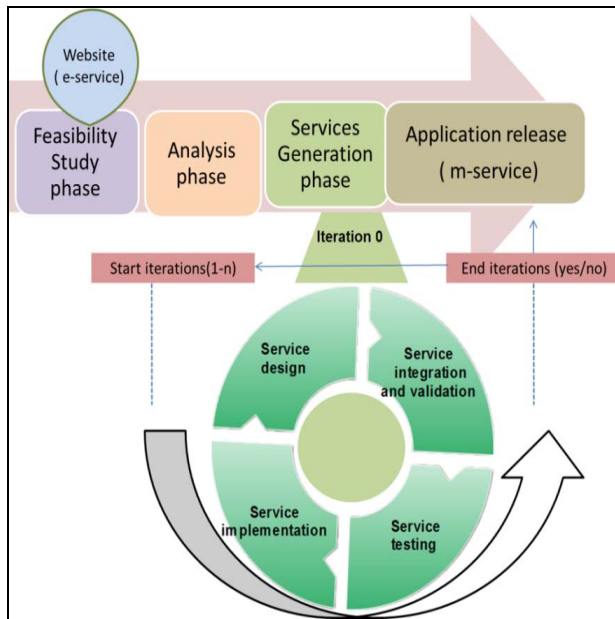 Website
( e-service)
Feasibility
Study
phase
Analysis
phase
Services
Generation
phase
Application release
( m-service)
Iteration 0
Start iterations(1-n)
End iterations (yes/no)
Service
design
Service
integration
and validation
Service
implementation
Service
testing